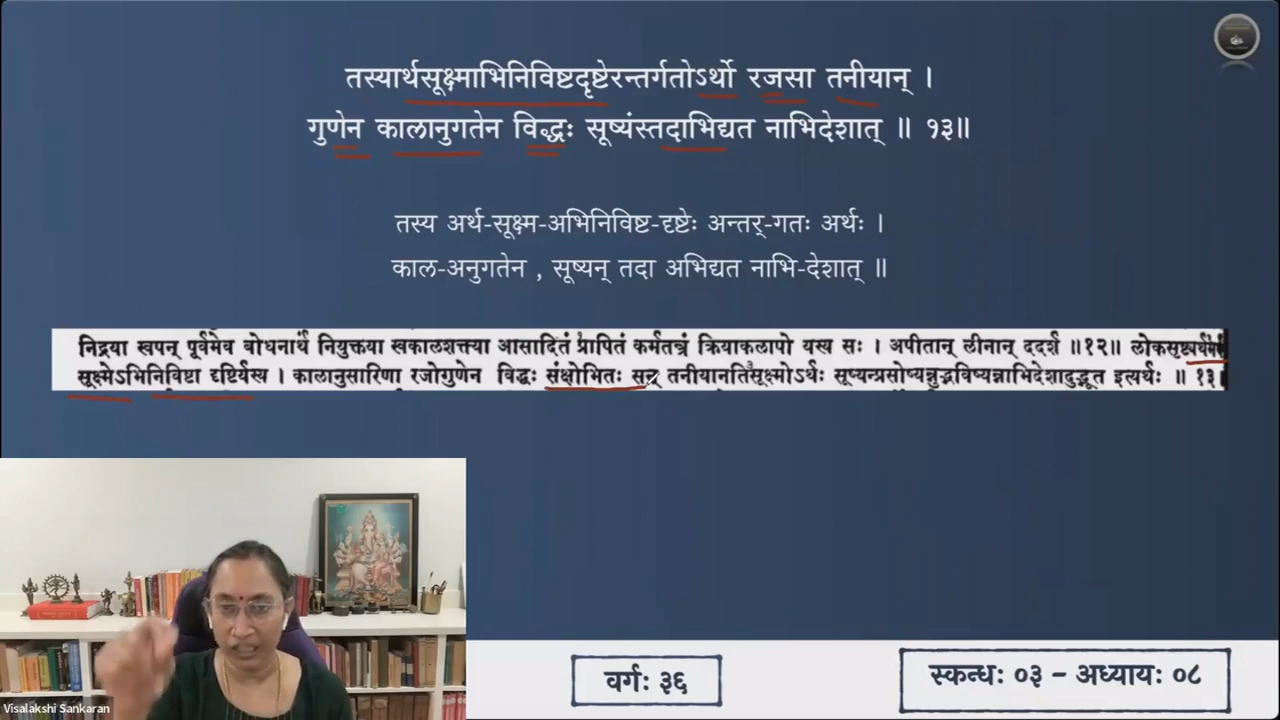 तस्यार्थसूक्ष्माभिनिविष्टदृष्टेरन्तर्गतोऽर्थो रजसा तनीयान् ।
गुणेन कालानुगतेन विद्धः सूष्यंस्तदाभिद्यत नाभिदेशात् ॥ १३॥
तस्य अर्थ-सूक्ष्म-अभिनिविष्ट-दृष्टेः अन्तर्-गतः अर्थः ।
काल-अनुगतेन , सूष्यन् तदा अभिद्यत नाभि-देशात् ॥
निद्रया स्वपन् पूर्वमेव बोधनार्थं नियुक्तया स्वकालशक्त्या आसादितं प्रापितं कर्मतन्त्रं क्रियाकलापो यस्य सः । अपीतान् लीनान् ददर्श ॥१२॥ लोकसृष्ट्यर्थमर्थ
सूक्ष्मेऽभिनिविष्टा दृष्टिर्यस्य । कालानुसारिणा रजोगुणेन विद्धः संक्षोभितः सन् तनीयानतिसूक्ष्मोऽर्थः सूष्यन्प्रसोष्यन्नुद्भविष्यन्नाभिदेशादुद्भूत इत्यर्थः ॥ १३
Visalakshi Sankaran
वर्गः ३६
स्कन्धः ०३ – अध्यायः ०८